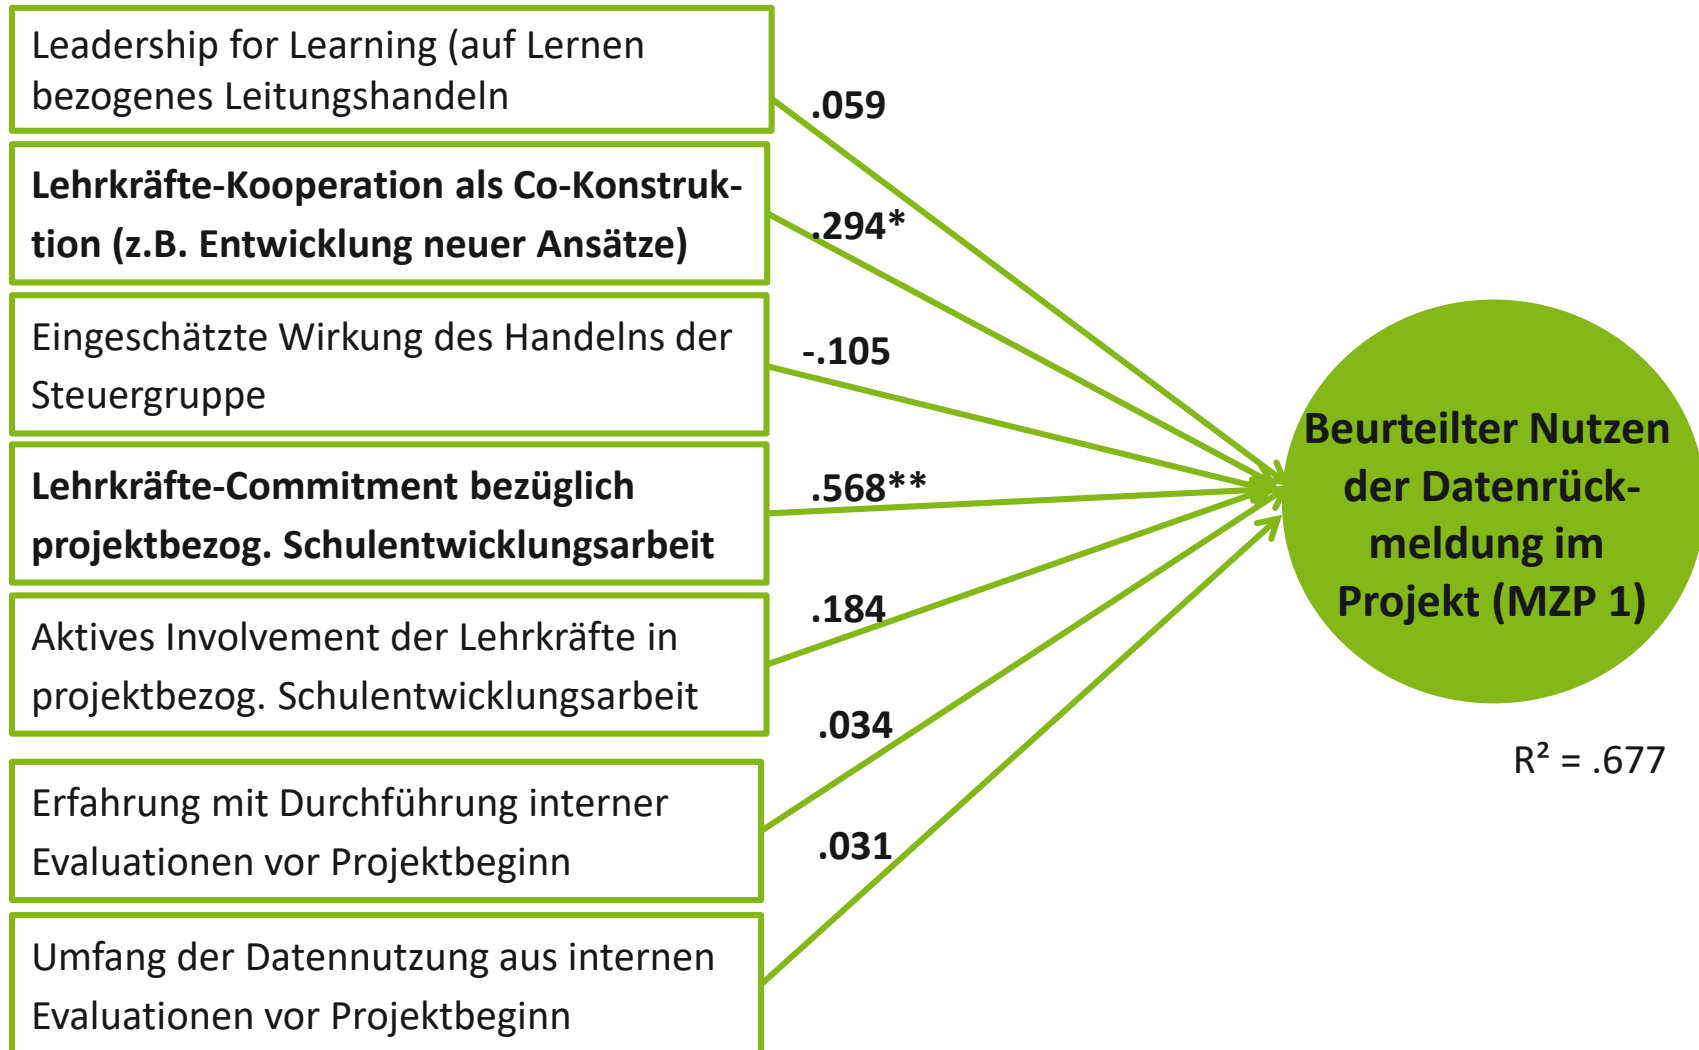 Leadership for Learning (auf Lernen
bezogenes Leitungshandeln
.059
Lehrkräfte-Kooperation als Co-Konstruk-
tion (z.B. Entwicklung neuer Ansätze)
.294*
Eingeschätzte Wirkung des Handelns der
Steuergruppe
-.105
Lehrkräfte-Commitment bezüglich
projektbezog. Schulentwicklungsarbeit
.568**
Aktives Involvement der Lehrkräfte in
projektbezog. Schulentwicklungsarbeit
.184
Erfahrung mit Durchführung interner
Evaluationen vor Projektbeginn
.034
Umfang der Datennutzung aus internen
Evaluationen vor Projektbeginn
.031
Beurteilter Nutzen
der Datenrück-
meldung im
Projekt (MZP 1)
R² = .677